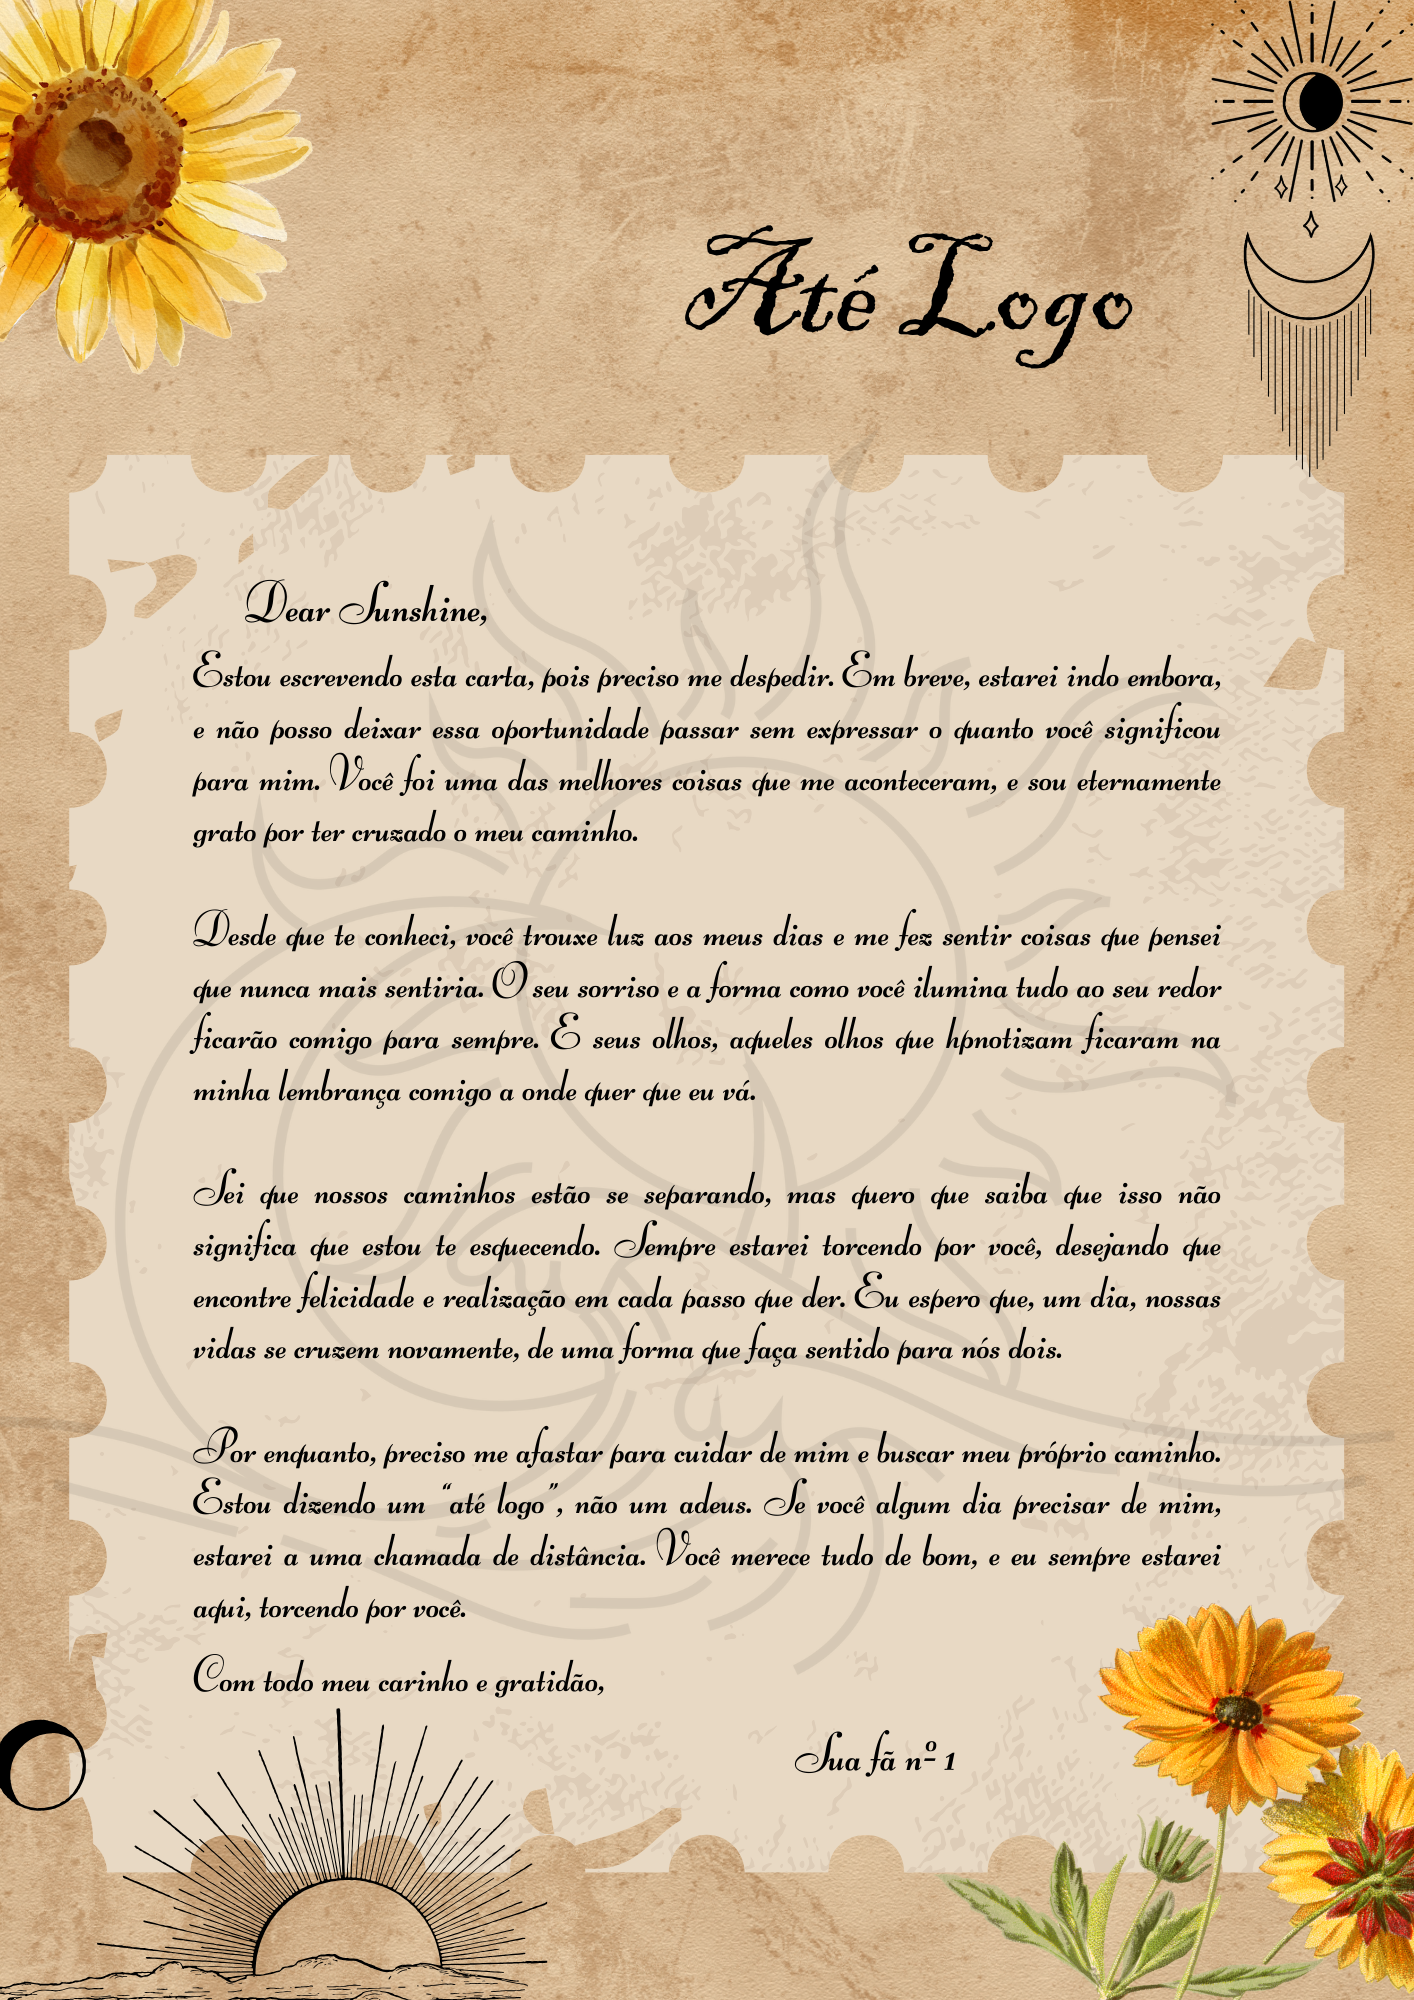 Até Logo
Dear Sunshine,
Estou escrevendo esta carta, pois preciso me despedir. Em breve, estarei indo embora,
e não posso deixar essa oportunidade passar sem expressar o quanto você significou
para mim. Você foi uma das melhores coisas que me aconteceram, e sou eternamente
grato por ter cruzado o meu caminho.
Desde que te conheci, você trouxe luz aos meus dias e me fez sentir coisas que pensei
que nunca mais sentiria. O seu sorriso e a forma como você ilumina tudo ao seu redor
ficarão comigo para sempre. E seus olhos, aqueles olhos que hpnotizam ficaram na
minha lembrança comigo a onde quer que eu vá.
Sei que nossos caminhos estão se separando, mas quero que saiba que isso não
significa que estou te esquecendo. Sempre estarei torcendo por você, desejando que
encontre felicidade e realização em cada passo que der. Eu espero que, um dia, nossas
vidas se cruzem novamente, de uma forma que faça sentido para nós dois.
Por enquanto, preciso me afastar para cuidar de mim e buscar meu próprio caminho.
Estou dizendo um “até logo”, não um adeus. Se você algum dia precisar de mim,
estarei a uma chamada de distância. Você merece tudo de bom, e eu sempre estarei
aqui, torcendo por você.
Com todo meu carinho e gratidão,
Sua fã nº 1